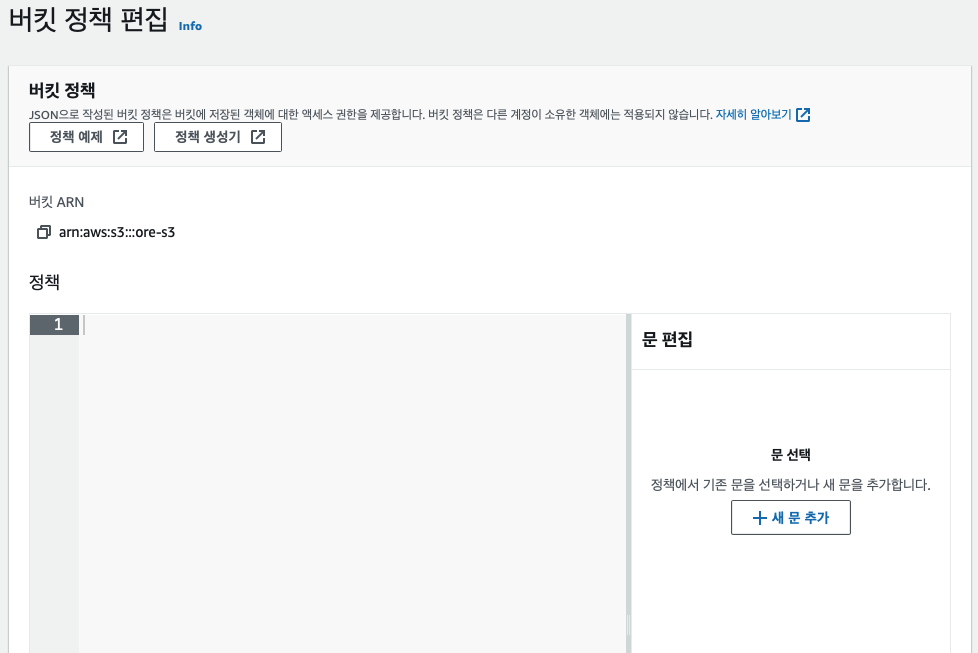 버킷 정책 편집 Info
버킷 정책
JSON으로 작성된 버킷 정책은 버킷에 저장된 객체에 대한 액세스 권한을 제공합니다. 버킷 정책은 다른 계정이 소유한 객체에는 적용되지 않습니다. 자세히 알아보기
정책 예제 정책 생성기
버킷 ARN
arn:aws:s3:::ore-s3
정책
1
문 편집
문 선택
정책에서 기존 문을 선택하거나 새 문을 추가합니다.
새 문 추가